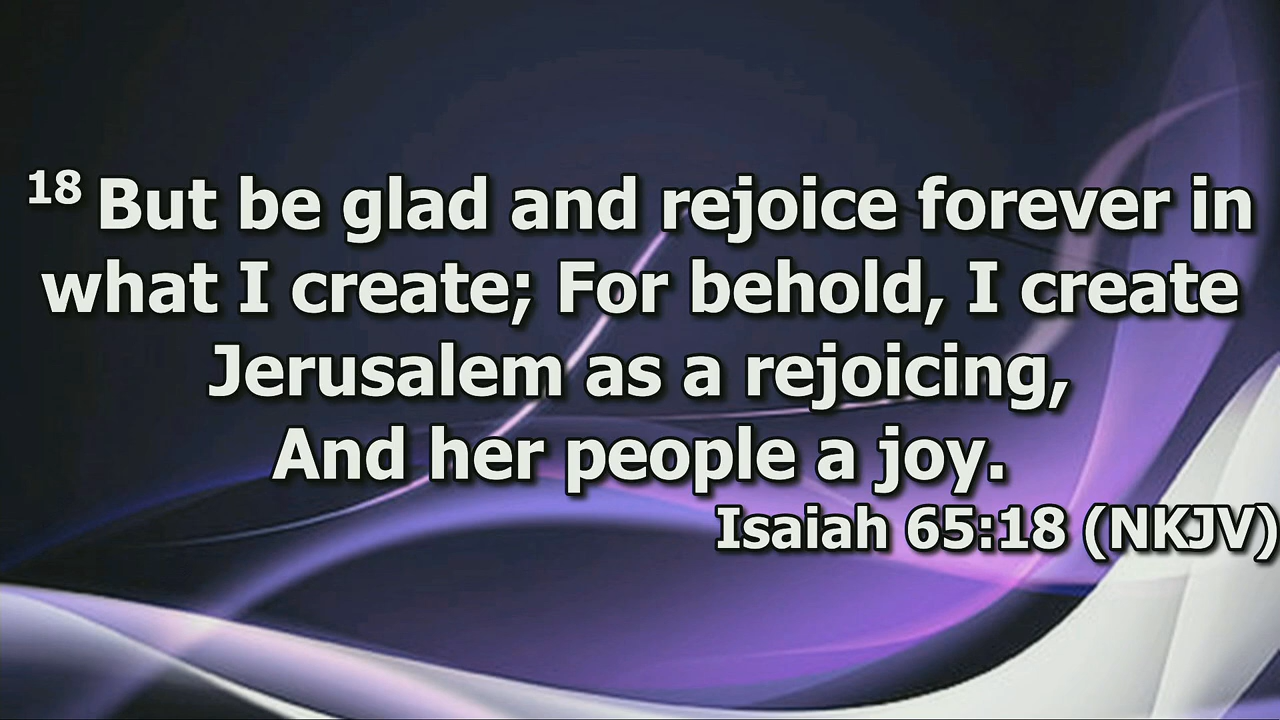 18 But be glad and rejoice forever in
what I create; For behold, I create
Jerusalem as a rejoicing,
And her people a joy.
Isaiah 65:18 (NKJV)